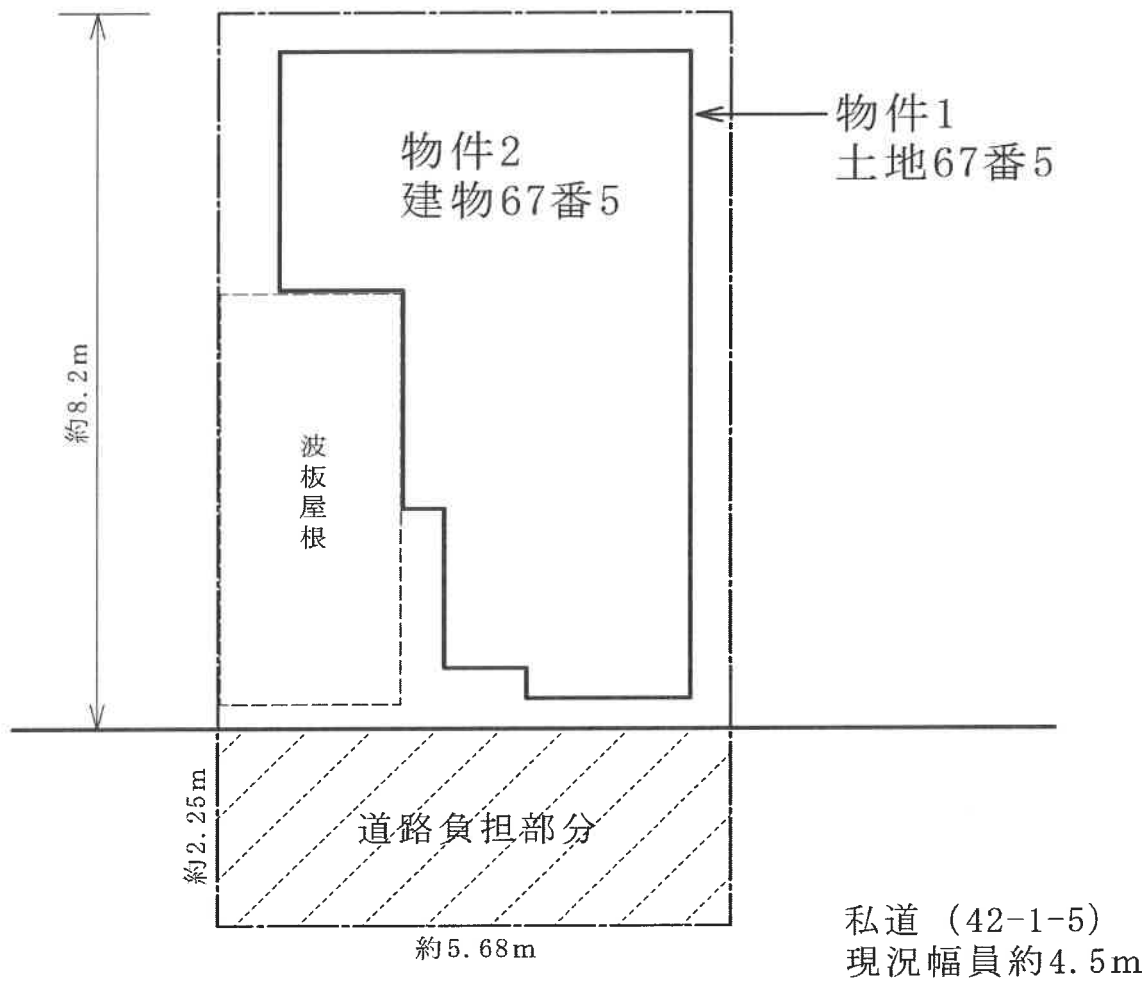 物件1
土地67番5
物件2
建物67番5
約8.2m
波板屋根
約2.25m
道路負担部分
約5.68m
私道 (42-1-5)
現況幅員約4.5m